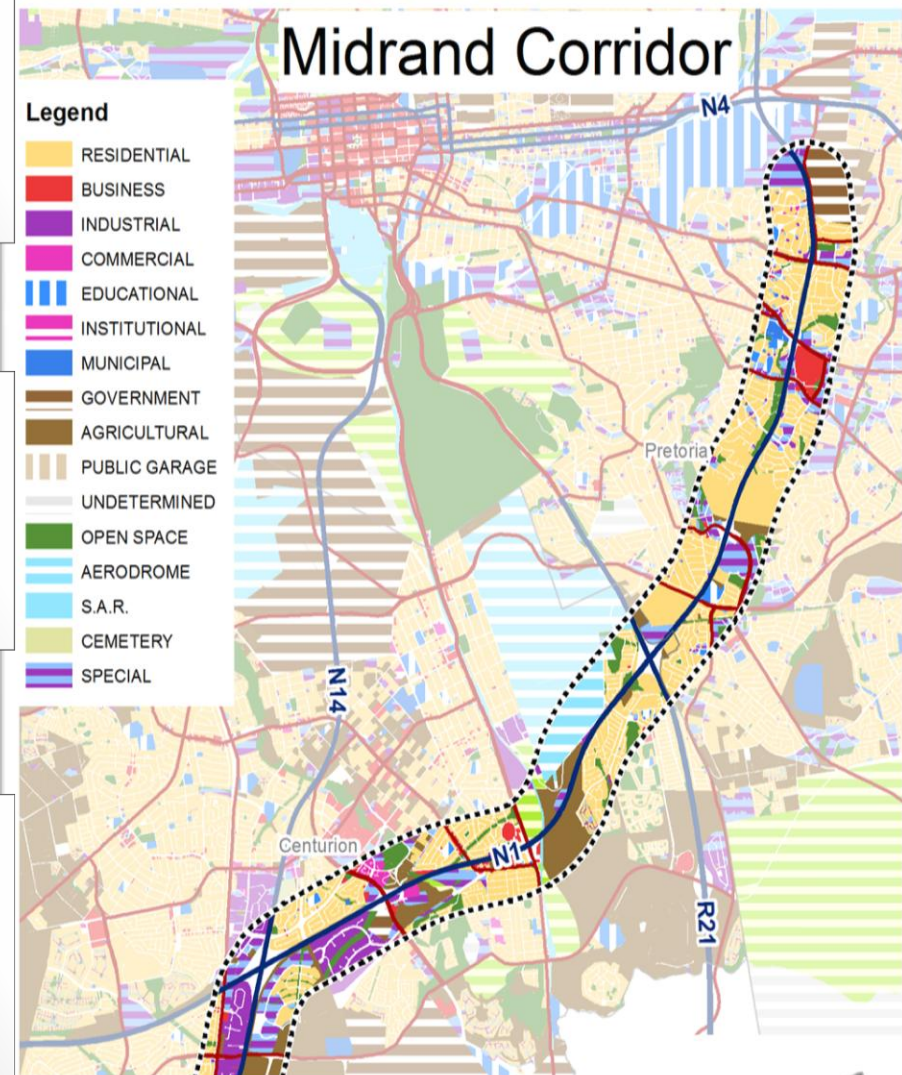 Midrand Corridor
Legend
RESIDENTIAL
BUSINESS
INDUSTRIAL
COMMERCIAL
EDUCATIONAL
INSTITUTIONAL
MUNICIPAL
GOVERNMENT
AGRICULTURAL
PUBLIC GARAGE
UNDETERMINED
OPEN SPACE
AERODROME
S.A.R.
CEMETERY
SPECIAL
N4
Pretoria
N14
Centurion
N1
R21